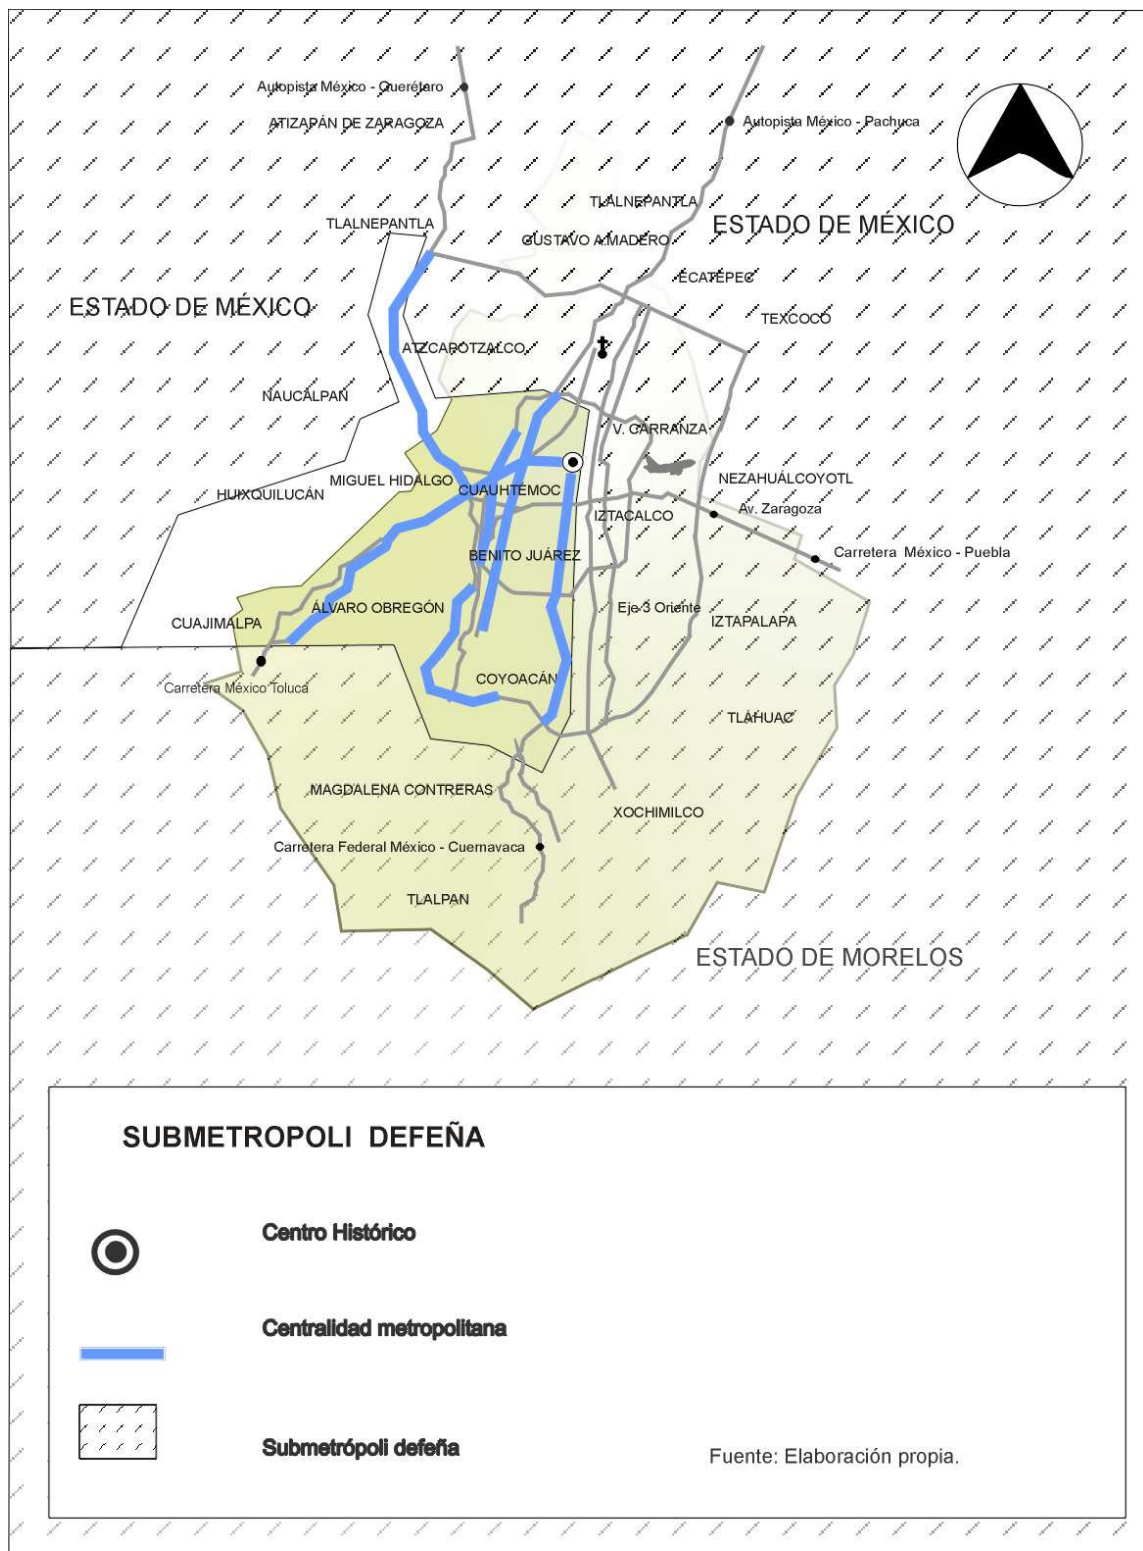 Autopista México - Querétaro
ATIZAPÁN DE ZARAGOZA
Autopista México - Pachuca
TLALNEPANTLA
TLALNEPANTLA
ESTADO DE MÉXICO
GUSTAVO A.MADERO
ECATEPEC
ESTADO DE MÉXICO
TEXCOCO
ATZCAPOTZALCO
NAUCALPAN
V. CARRANZA
MIGUEL HIDALGO
NEZAHUÁLCOYOTL
HUIXQUILUCÁN
CUAUHTEMOC
Av. Zaragoza
IZTACALCO
BENITO JUÁREZ
Carretera México - Puebla
ÁLVARO OBREGÓN
Eje 3 Oriente
CUAJIMALPA
IZTAPALAPA
COYOACÁN
Carretera México Toluca
TLÁHUAC
MAGDALENA CONTRERAS
XOCHIMILCO
Carretera Federal México - Cuernavaca
TLALPAN
ESTADO DE MORELOS
SUBMETROPOLI DEFEÑA
Centro Histórico
Centralidad metropolitana
Submetrópoli defeña
Fuente: Elaboración propia.